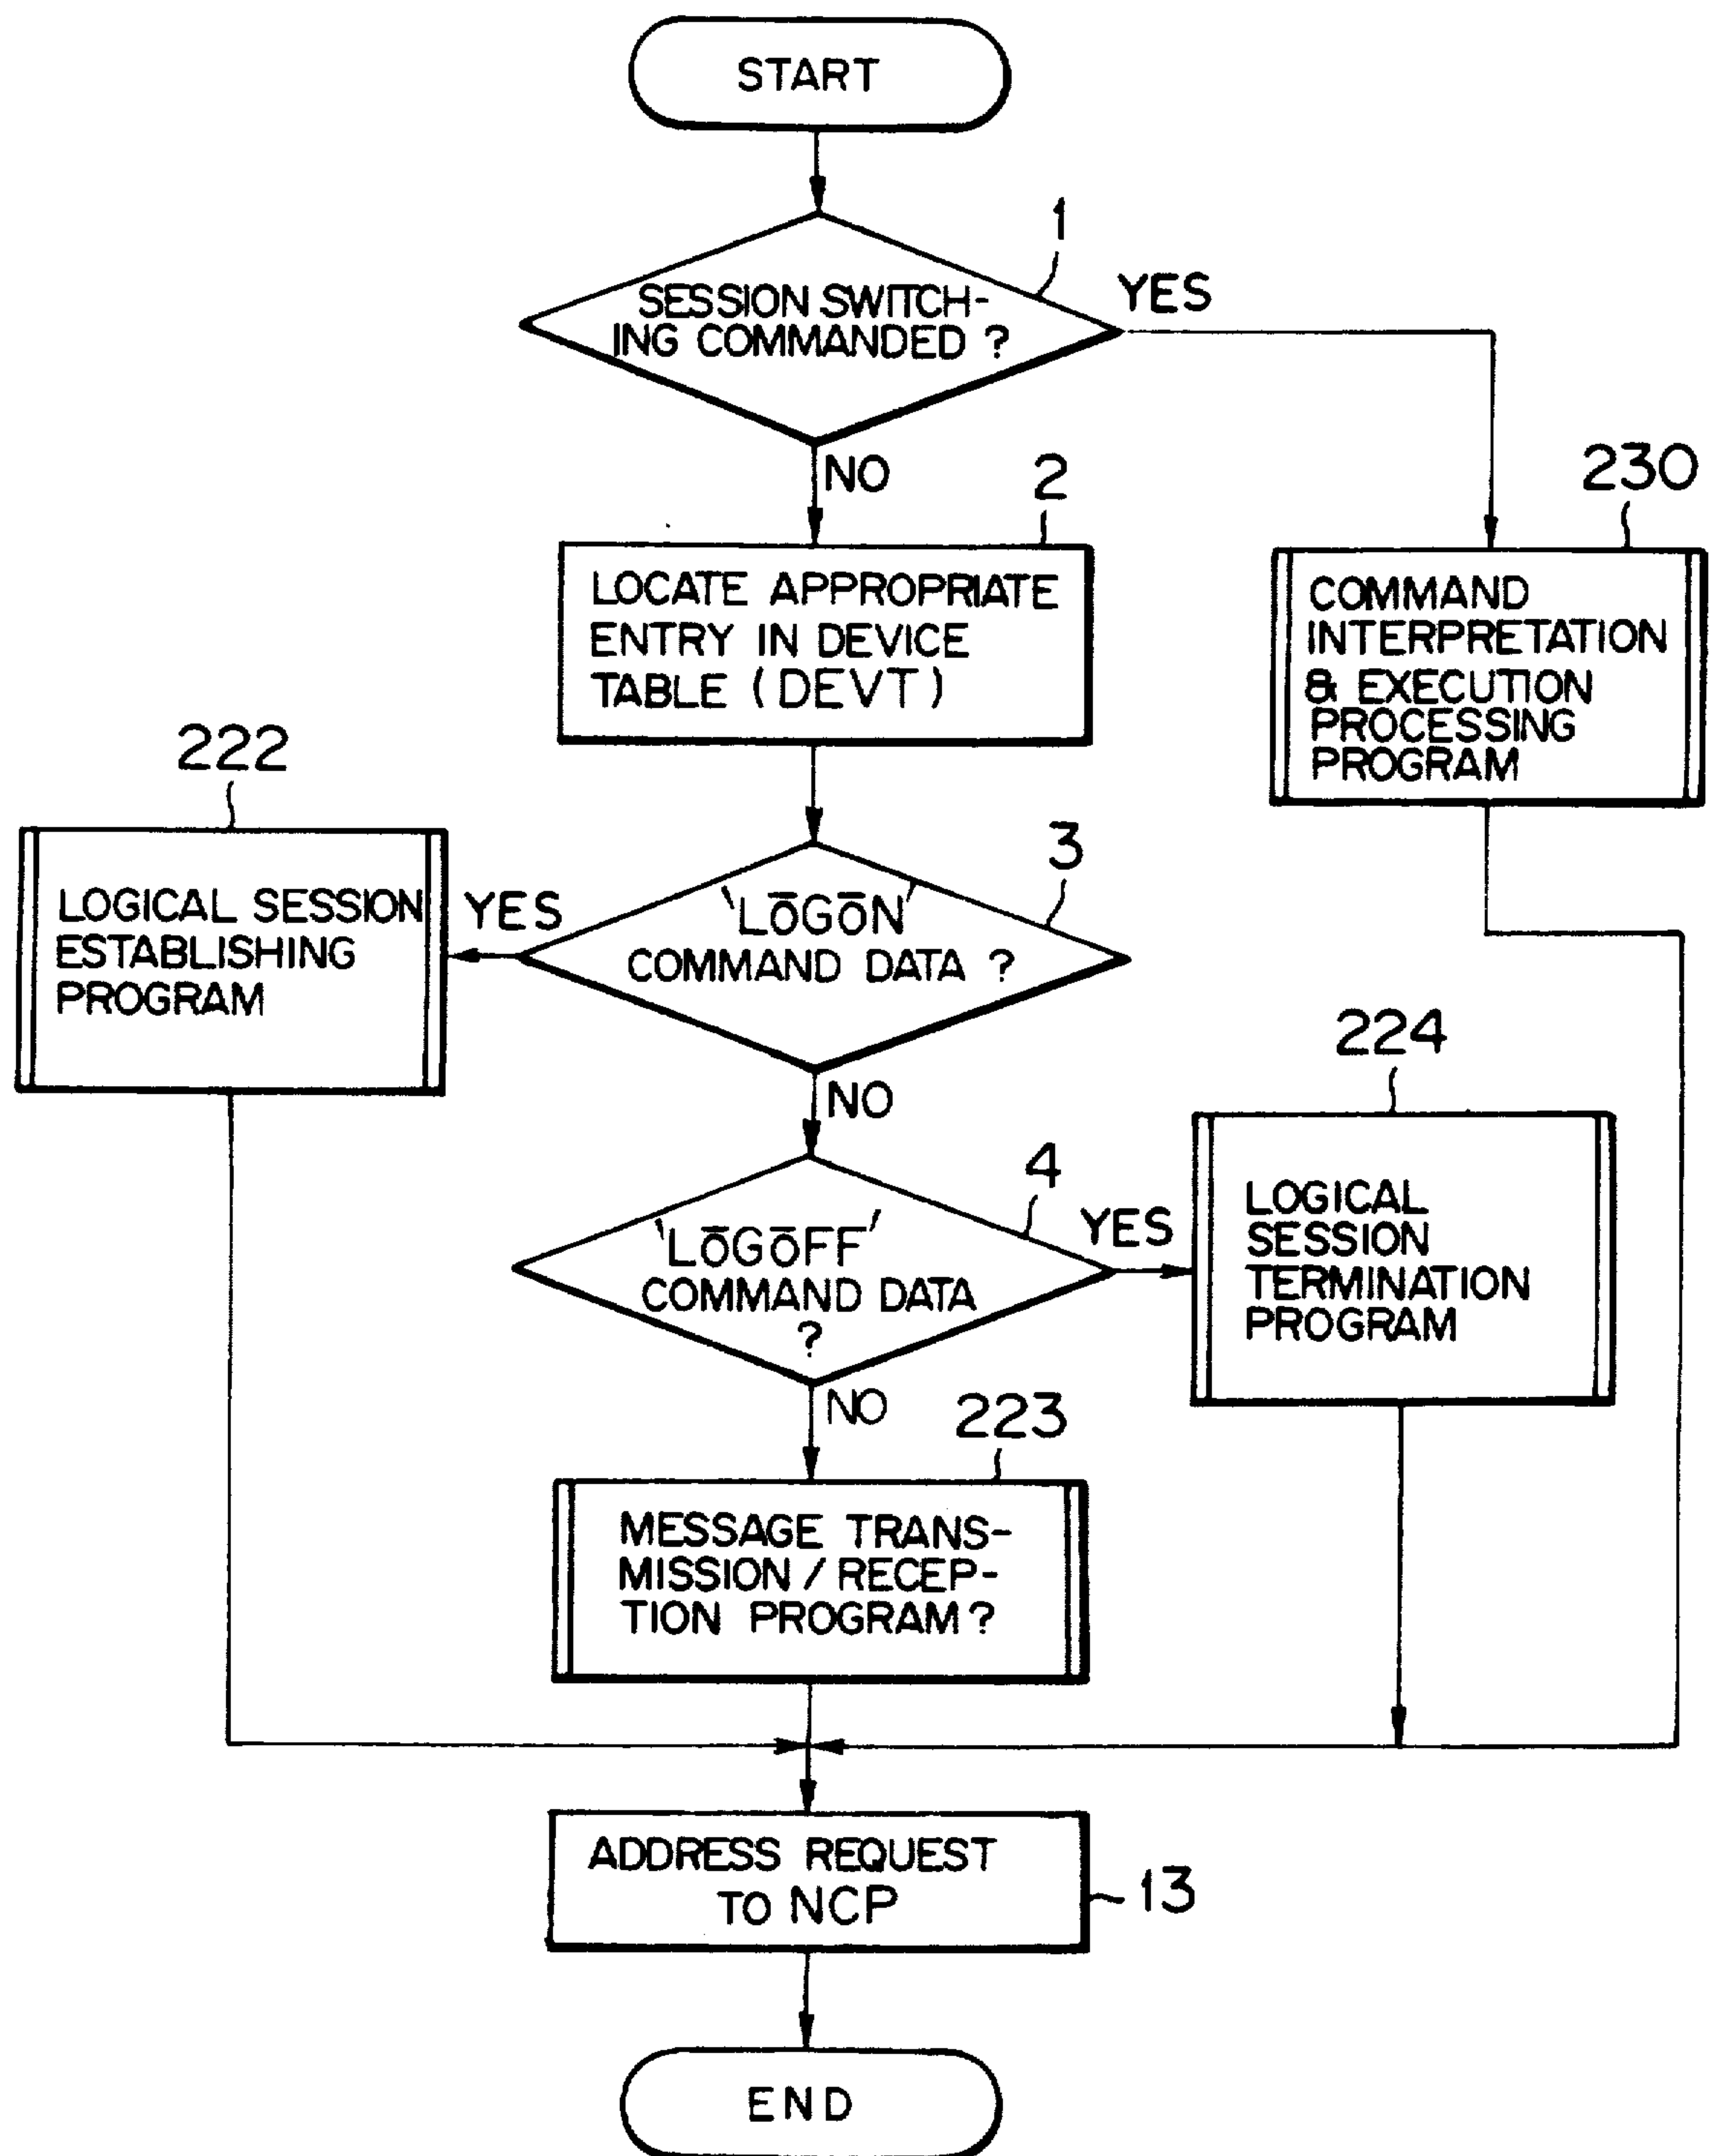 START
1
SESSION SWITCH-
ING COMMANDED ?
YES
NO
2
LOCATE APPROPRIATE
ENTRY IN DEVICE
TABLE (DEVT)
230
COMMAND
INTERPRETATION
& EXECUTION
PROCESSING
PROGRAM
222
LOGICAL SESSION
ESTABLISHING
PROGRAM
YES
3
'LŌGŌN'
COMMAND DATA ?
NO
4
'LŌGŌFF'
COMMAND DATA
?
YES
224
LOGICAL
SESSION
TERMINATION
PROGRAM
NO
223
MESSAGE TRANS-
MISSION / RECEP-
TION PROGRAM ?
ADDRESS REQUEST
TO NCP
13
END